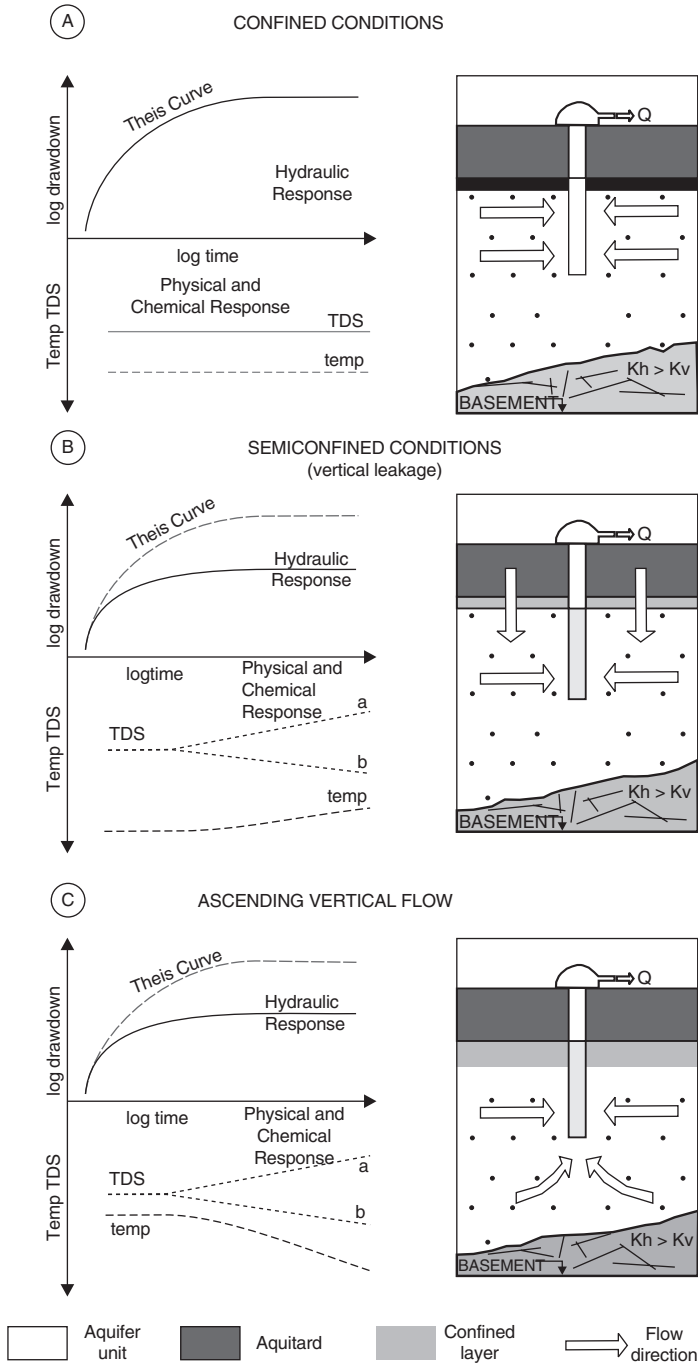 A
CONFINED CONDITIONS
log drawdown
Theis Curve
Hydraulic
Response
log time
Temp TDS
Physical and
Chemical Response
TDS
temp
Q
Kh > Kv
BASEMENT
B
SEMICONFINED CONDITIONS
(vertical leakage)
log drawdown
Theis Curve
Hydraulic
Response
logtime
Temp TDS
Physical and
Chemical
Response
TDS
a
b
temp
Q
Kh > Kv
BASEMENT
C
ASCENDING VERTICAL FLOW
log drawdown
Theis Curve
Hydraulic
Response
log time
Temp TDS
Physical and
Chemical
Response
TDS
a
b
temp
Q
Kh > Kv
BASEMENT
Aquifer
unit
Aquitard
Confined
layer
Flow
direction